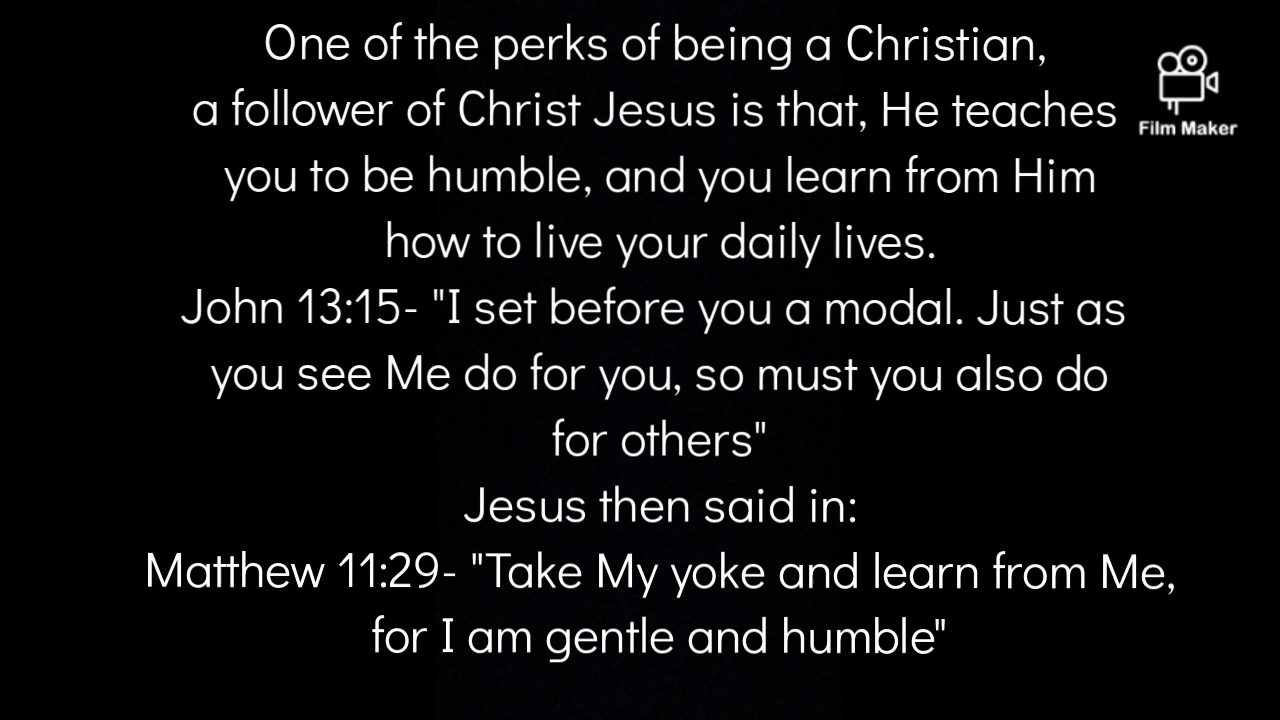 One of the perks of being a Christian,
a follower of Christ Jesus is that, He teaches
you to be humble, and you learn from Him
how to live your daily lives.
John 13:15- "I set before you a modal. Just as
you see Me do for you, so must you also do
for others"
Jesus then said in:
Matthew 11:29- "Take My yoke and learn from Me,
for I am gentle and humble"
Film Maker